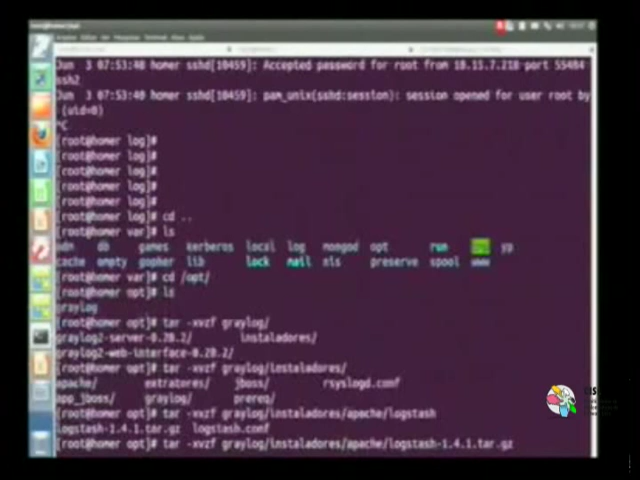 Jun  3 07:53:40 homer sshd[10459]: Accepted password for root from 10.15.7.218 port 55404
ssh2
Jun  3 07:53:40 homer sshd[10459]: pam_unix(sshd:session): session opened for user root by
(uid=0)
^C
[root@homer log]#
[root@homer log]#
[root@homer log]#
[root@homer log]#
[root@homer log]#
[root@homer log]# cd ..
[root@homer var]# ls
adm db games kerberos local log mongod opt run tmp yp
cache empty gopher lib lock mail nis preserve spool www
[root@homer var]# cd /opt/
[root@homer opt]# ls
graylog
[root@homer opt]# tar -xvzf graylog/
graylog2-server-0.20.2/ instaladores/
graylog2-web-interface-0.20.2/
[root@homer opt]# tar -xvzf graylog/instaladores/
apache/ extratores/ jboss/ rsyslogd.conf
app_jboss/ graylog/ prereq/
[root@homer opt]# tar -xvzf graylog/instaladores/apache/logstash
logstash-1.4.1.tar.gz logstash.conf
[root@homer opt]# tar -xvzf graylog/instaladores/apache/logstash-1.4.1.tar.gz